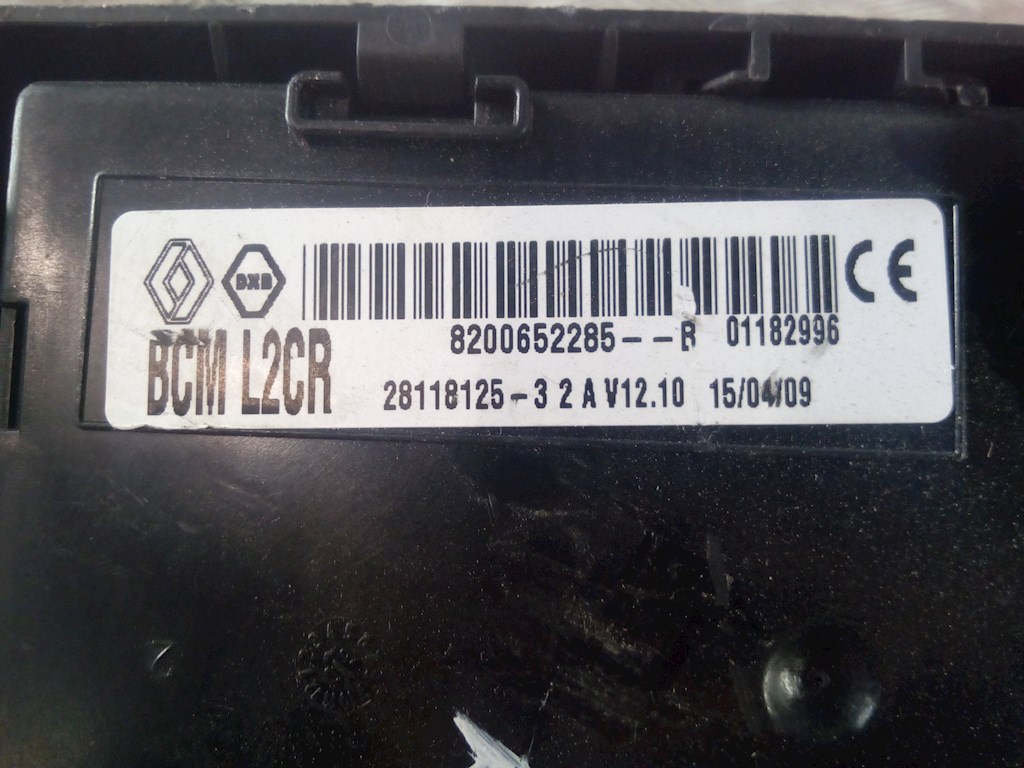 8200652285--R 01182996
BCM L2CR
28118125-3 2 A V12.10 15/04/09
CE